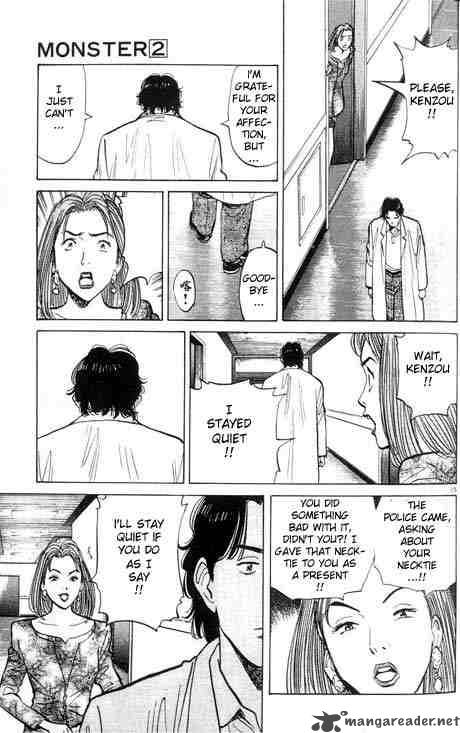 MONSTER 2
PLEASE,
KENZOU
!!
I'M
GRATE-
FUL FOR
YOUR
AFFEC-
TION,
BUT ...
I
JUST
CAN'T
...
GOOD-
BYE
...
喀!
WAIT,
KENZOU
!!
I
STAYED
QUIET
!!
THE
POLICE CAME,
ASKING
ABOUT
YOUR
NECKTIE
...!!
YOU DID
SOMETHING
BAD WITH IT,
DIDN'T YOU?! I
GAVE THAT NECK-
TIE TO YOU AS
A PRESENT
!!
I'LL STAY
QUIET IF
YOU DO
AS I
SAY !!
mangareader.net